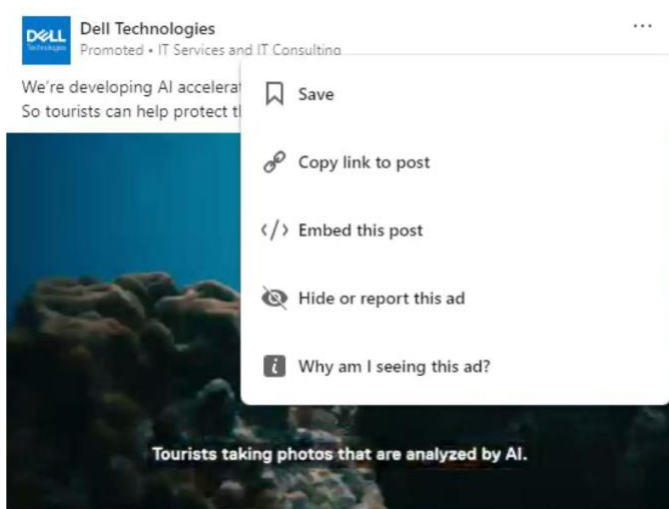 DELL
Technologies
Dell Technologies
Promoted • IT Services and IT Consulting
We're developing AI
So tourists can help protect
Save
Copy link to post
</> Embed this post
Hide or report this ad
Why am I seeing this ad?
Tourists taking photos that are analyzed by AI.